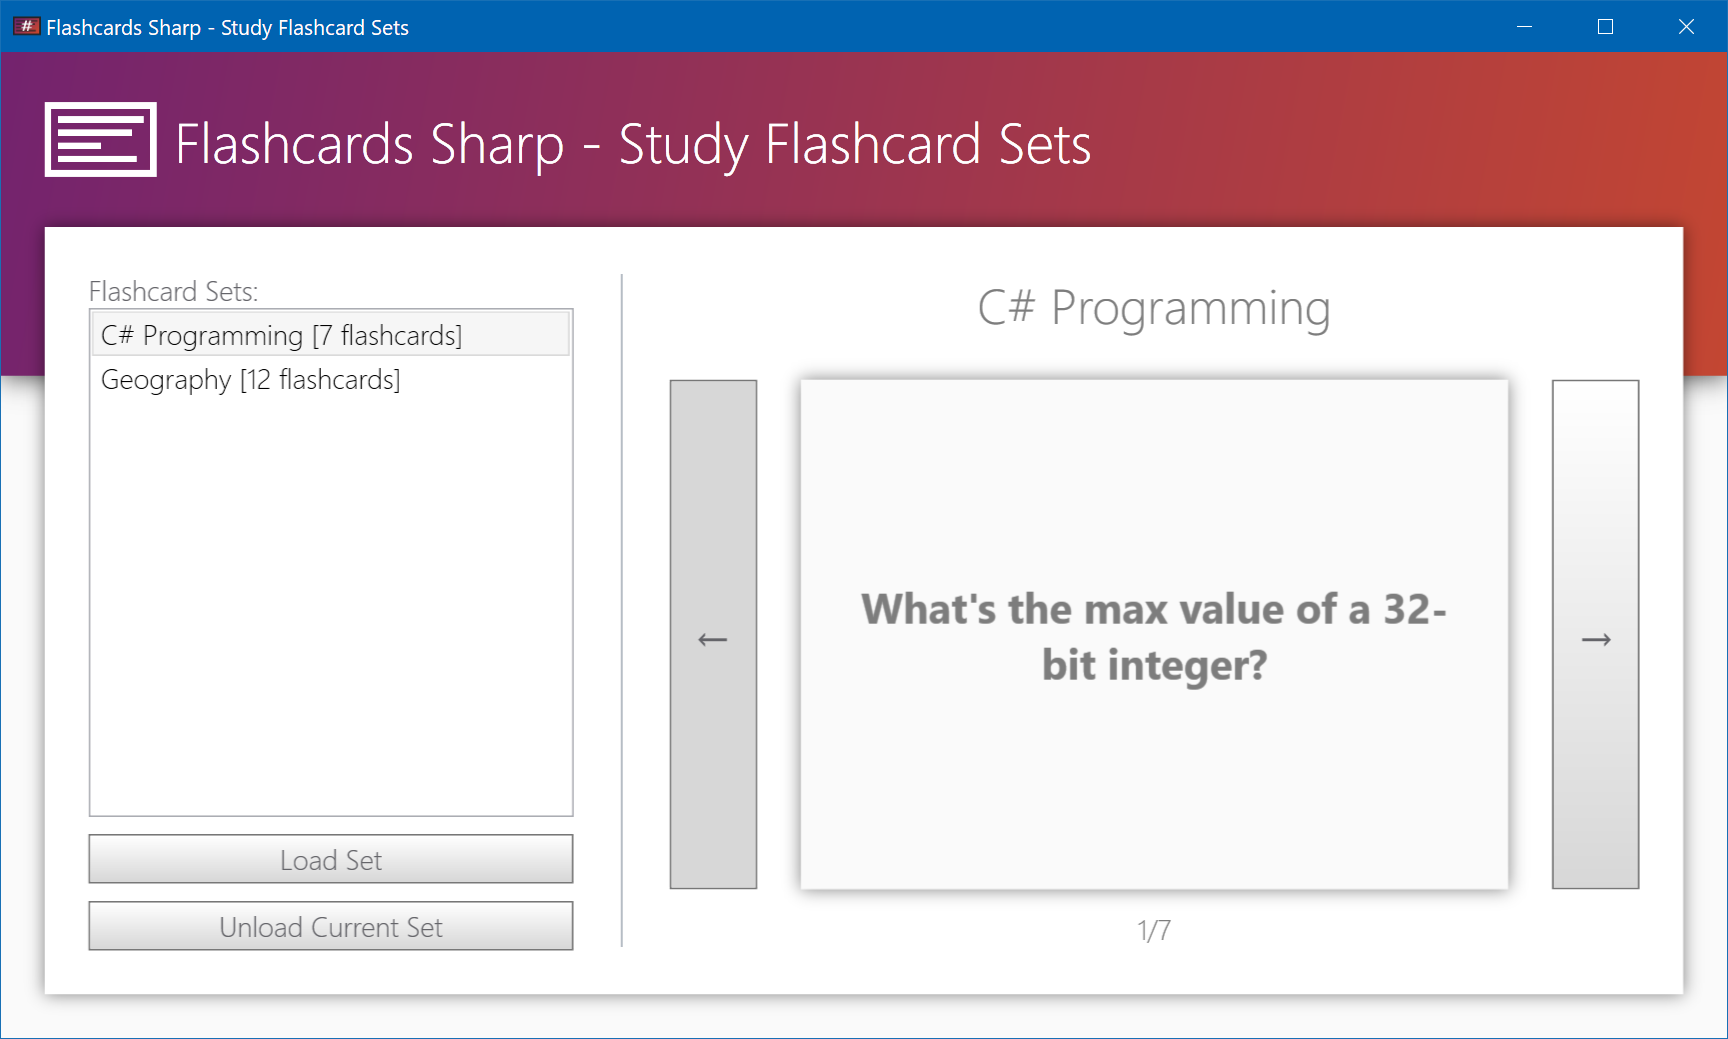 # Flashcards Sharp - Study Flashcard Sets
Flashcards Sharp - Study Flashcard Sets
Flashcard Sets:
C# Programming [7 flashcards]
Geography [12 flashcards]
Load Set
Unload Current Set
C# Programming
←
What's the max value of a 32-
bit integer?
→
1/7